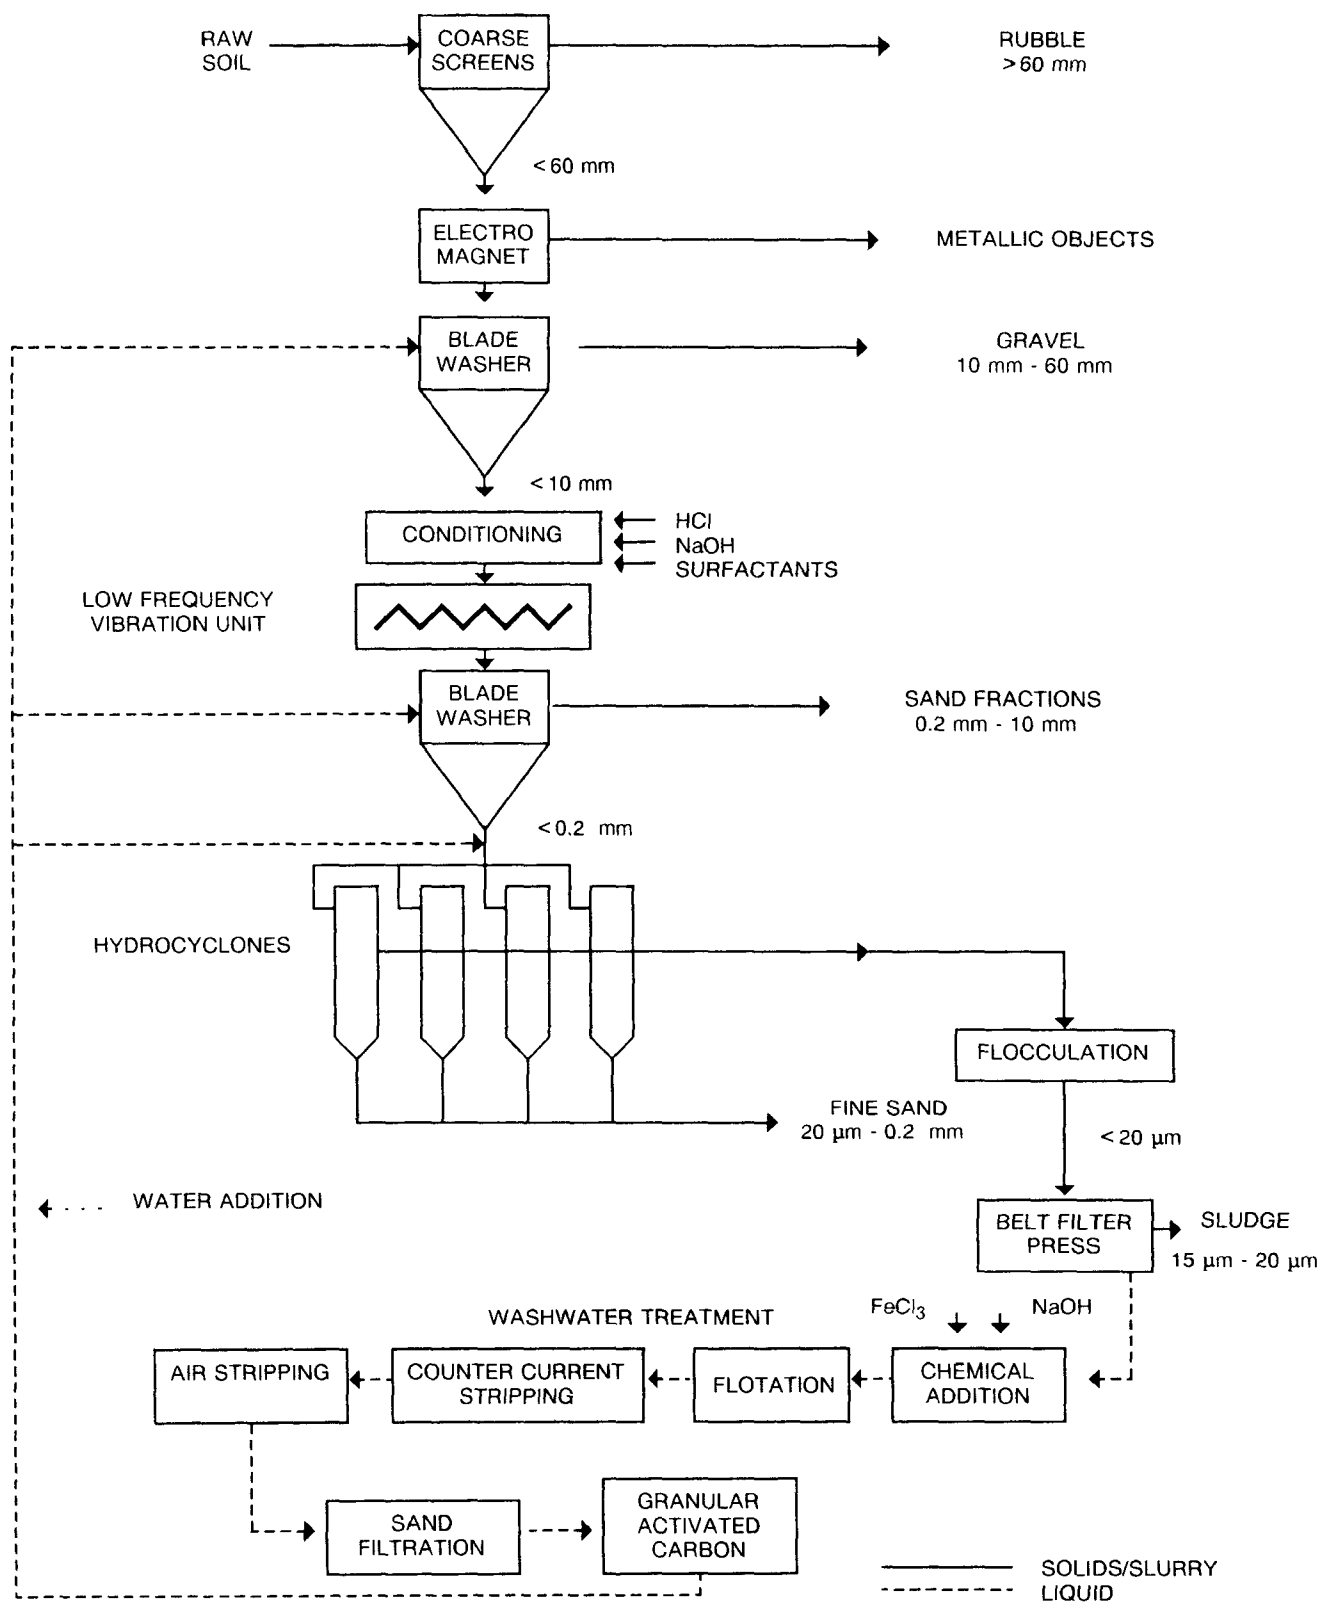 RAW
SOIL
COARSE
SCREENS
RUBBLE
>60 mm
<60 mm
ELECTRO
MAGNET
METALLIC OBJECTS
BLADE
WASHER
GRAVEL
10 mm - 60 mm
<10 mm
CONDITIONING
HCl
NaOH
SURFACTANTS
LOW FREQUENCY
VIBRATION UNIT
BLADE
WASHER
SAND FRACTIONS
0.2 mm - 10 mm
<0.2 mm
HYDROCYCLONES
FLOCCULATION
FINE SAND
20 µm - 0.2 mm
<20 µm
WATER ADDITION
BELT FILTER
PRESS
SLUDGE
15 µm - 20 µm
WASHWATER TREATMENT
FeCl3
NaOH
AIR STRIPPING
COUNTER CURRENT
STRIPPING
FLOTATION
CHEMICAL
ADDITION
SAND
FILTRATION
GRANULAR
ACTIVATED
CARBON
SOLIDS/SLURRY
LIQUID